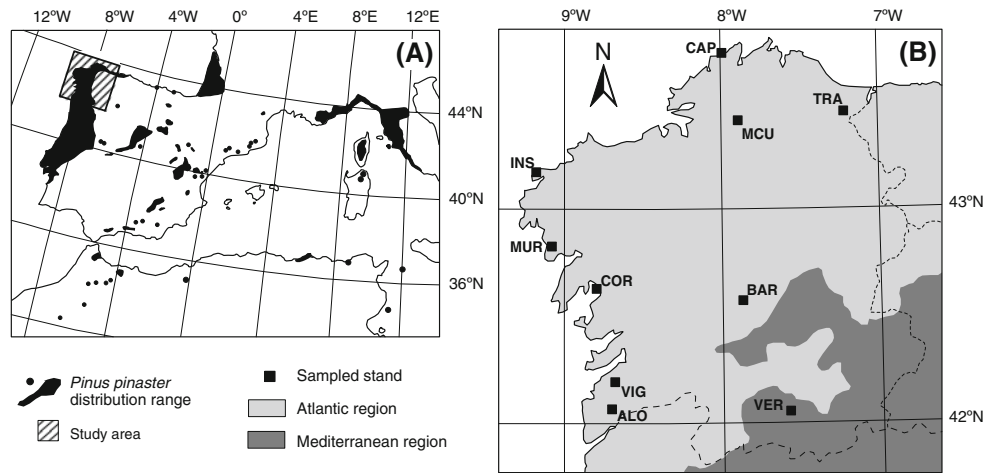 12ºW 8ºW 4ºW 0º 4ºE 8ºE 12ºE
(A)
44ºN
40ºN
36ºN
Pinus pinaster
distribution range
Study area
Sampled stand
Atlantic region
Mediterranean region
9ºW 8ºW 7ºW
(B)
N
CAP
TRA
MCU
INS
43ºN
MUR
COR
BAR
VIG
ALO
VER
42ºN